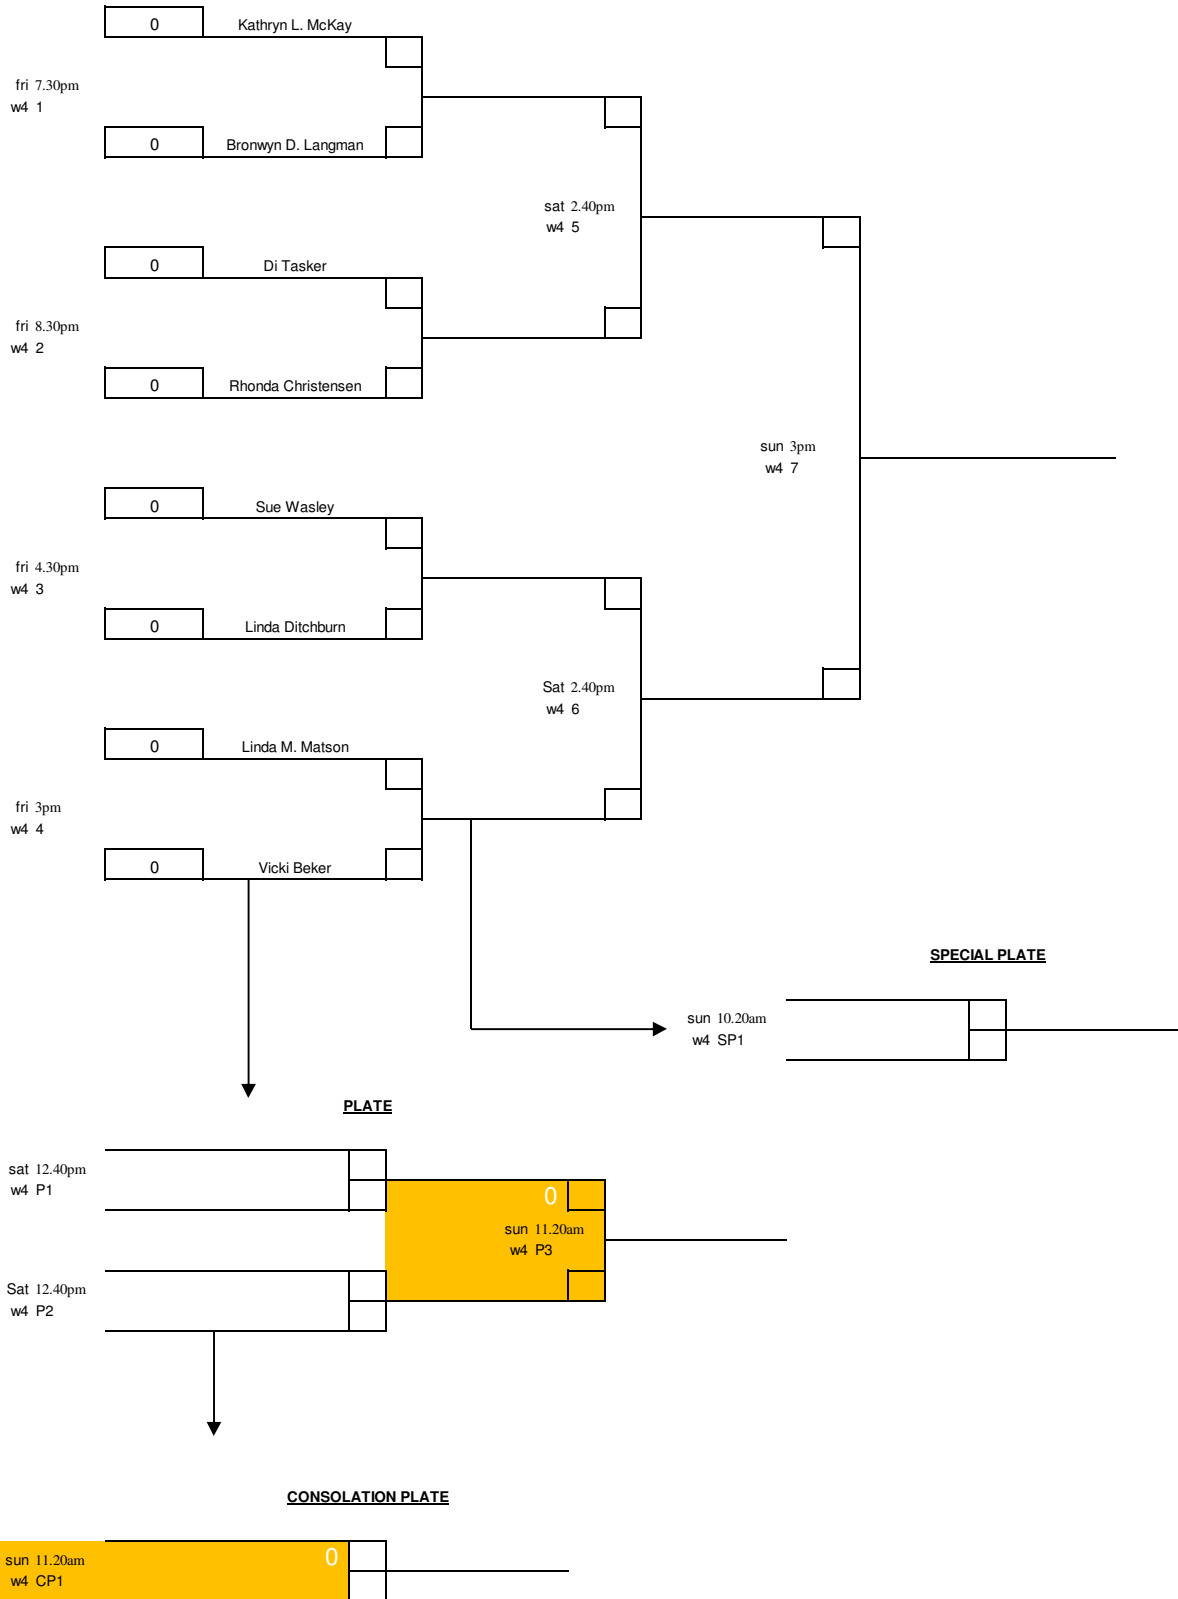 0 Kathryn L. McKay
fri 7.30pm
w4 1
0 Bronwyn D. Langman
sat 2.40pm
w4 5
0 Di Tasker
fri 8.30pm
w4 2
0 Rhonda Christensen
sun 3pm
w4 7
0 Sue Wasley
fri 4.30pm
w4 3
0 Linda Ditchburn
Sat 2.40pm
w4 6
0 Linda M. Matson
fri 3pm
w4 4
0 Vicki Beker
SPECIAL PLATE
sun 10.20am
w4 SP1
PLATE
sat 12.40pm
w4 P1
0
sun 11.20am
w4 P3
Sat 12.40pm
w4 P2
CONSOLATION PLATE
0
sun 11.20am
w4 CP1